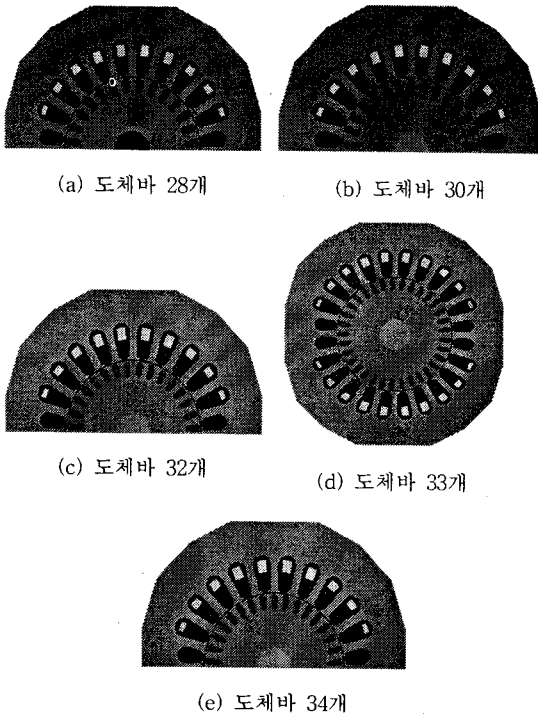 (a) 도체바 28개
(b) 도체바 30개
(c) 도체바 32개
(d) 도체바 33개
(e) 도체바 34개